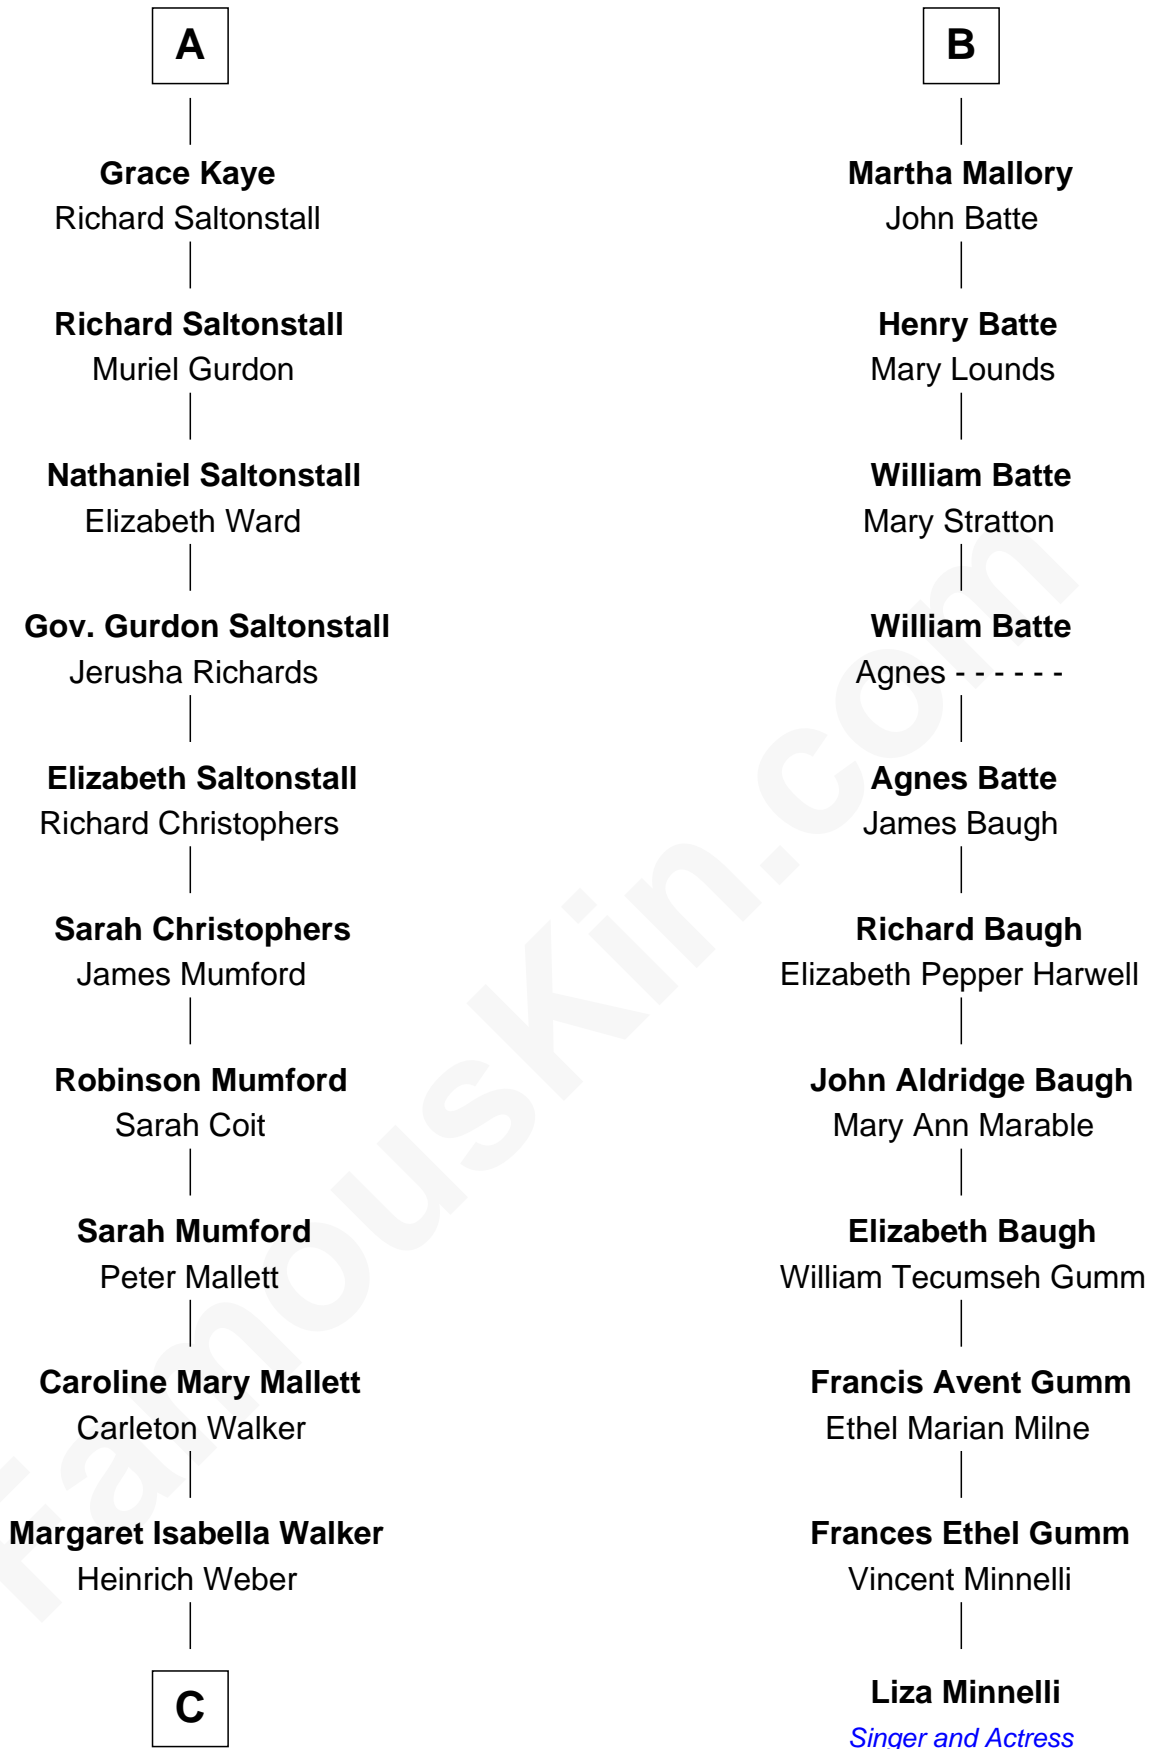 A
Grace Kaye
Richard Saltonstall
Richard Saltonstall
Muriel Gurdon
Nathaniel Saltonstall
Elizabeth Ward
Gov. Gurdon Saltonstall
Jerusha Richards
Elizabeth Saltonstall
Richard Christophers
Sarah Christophers
James Mumford
Robinson Mumford
Sarah Coit
Sarah Mumford
Peter Mallett
Caroline Mary Mallett
Carleton Walker
Margaret Isabella Walker
Heinrich Weber
C
B
Martha Mallory
John Batte
Henry Batte
Mary Lounds
William Batte
Mary Stratton
William Batte
Agnes - - - - - -
Agnes Batte
James Baugh
Richard Baugh
Elizabeth Pepper Harwell
John Aldridge Baugh
Mary Ann Marable
Elizabeth Baugh
William Tecumseh Gumm
Francis Avent Gumm
Ethel Marian Milne
Frances Ethel Gumm
Vincent Minnelli
Liza Minnelli
Singer and Actress
FamousKin.com